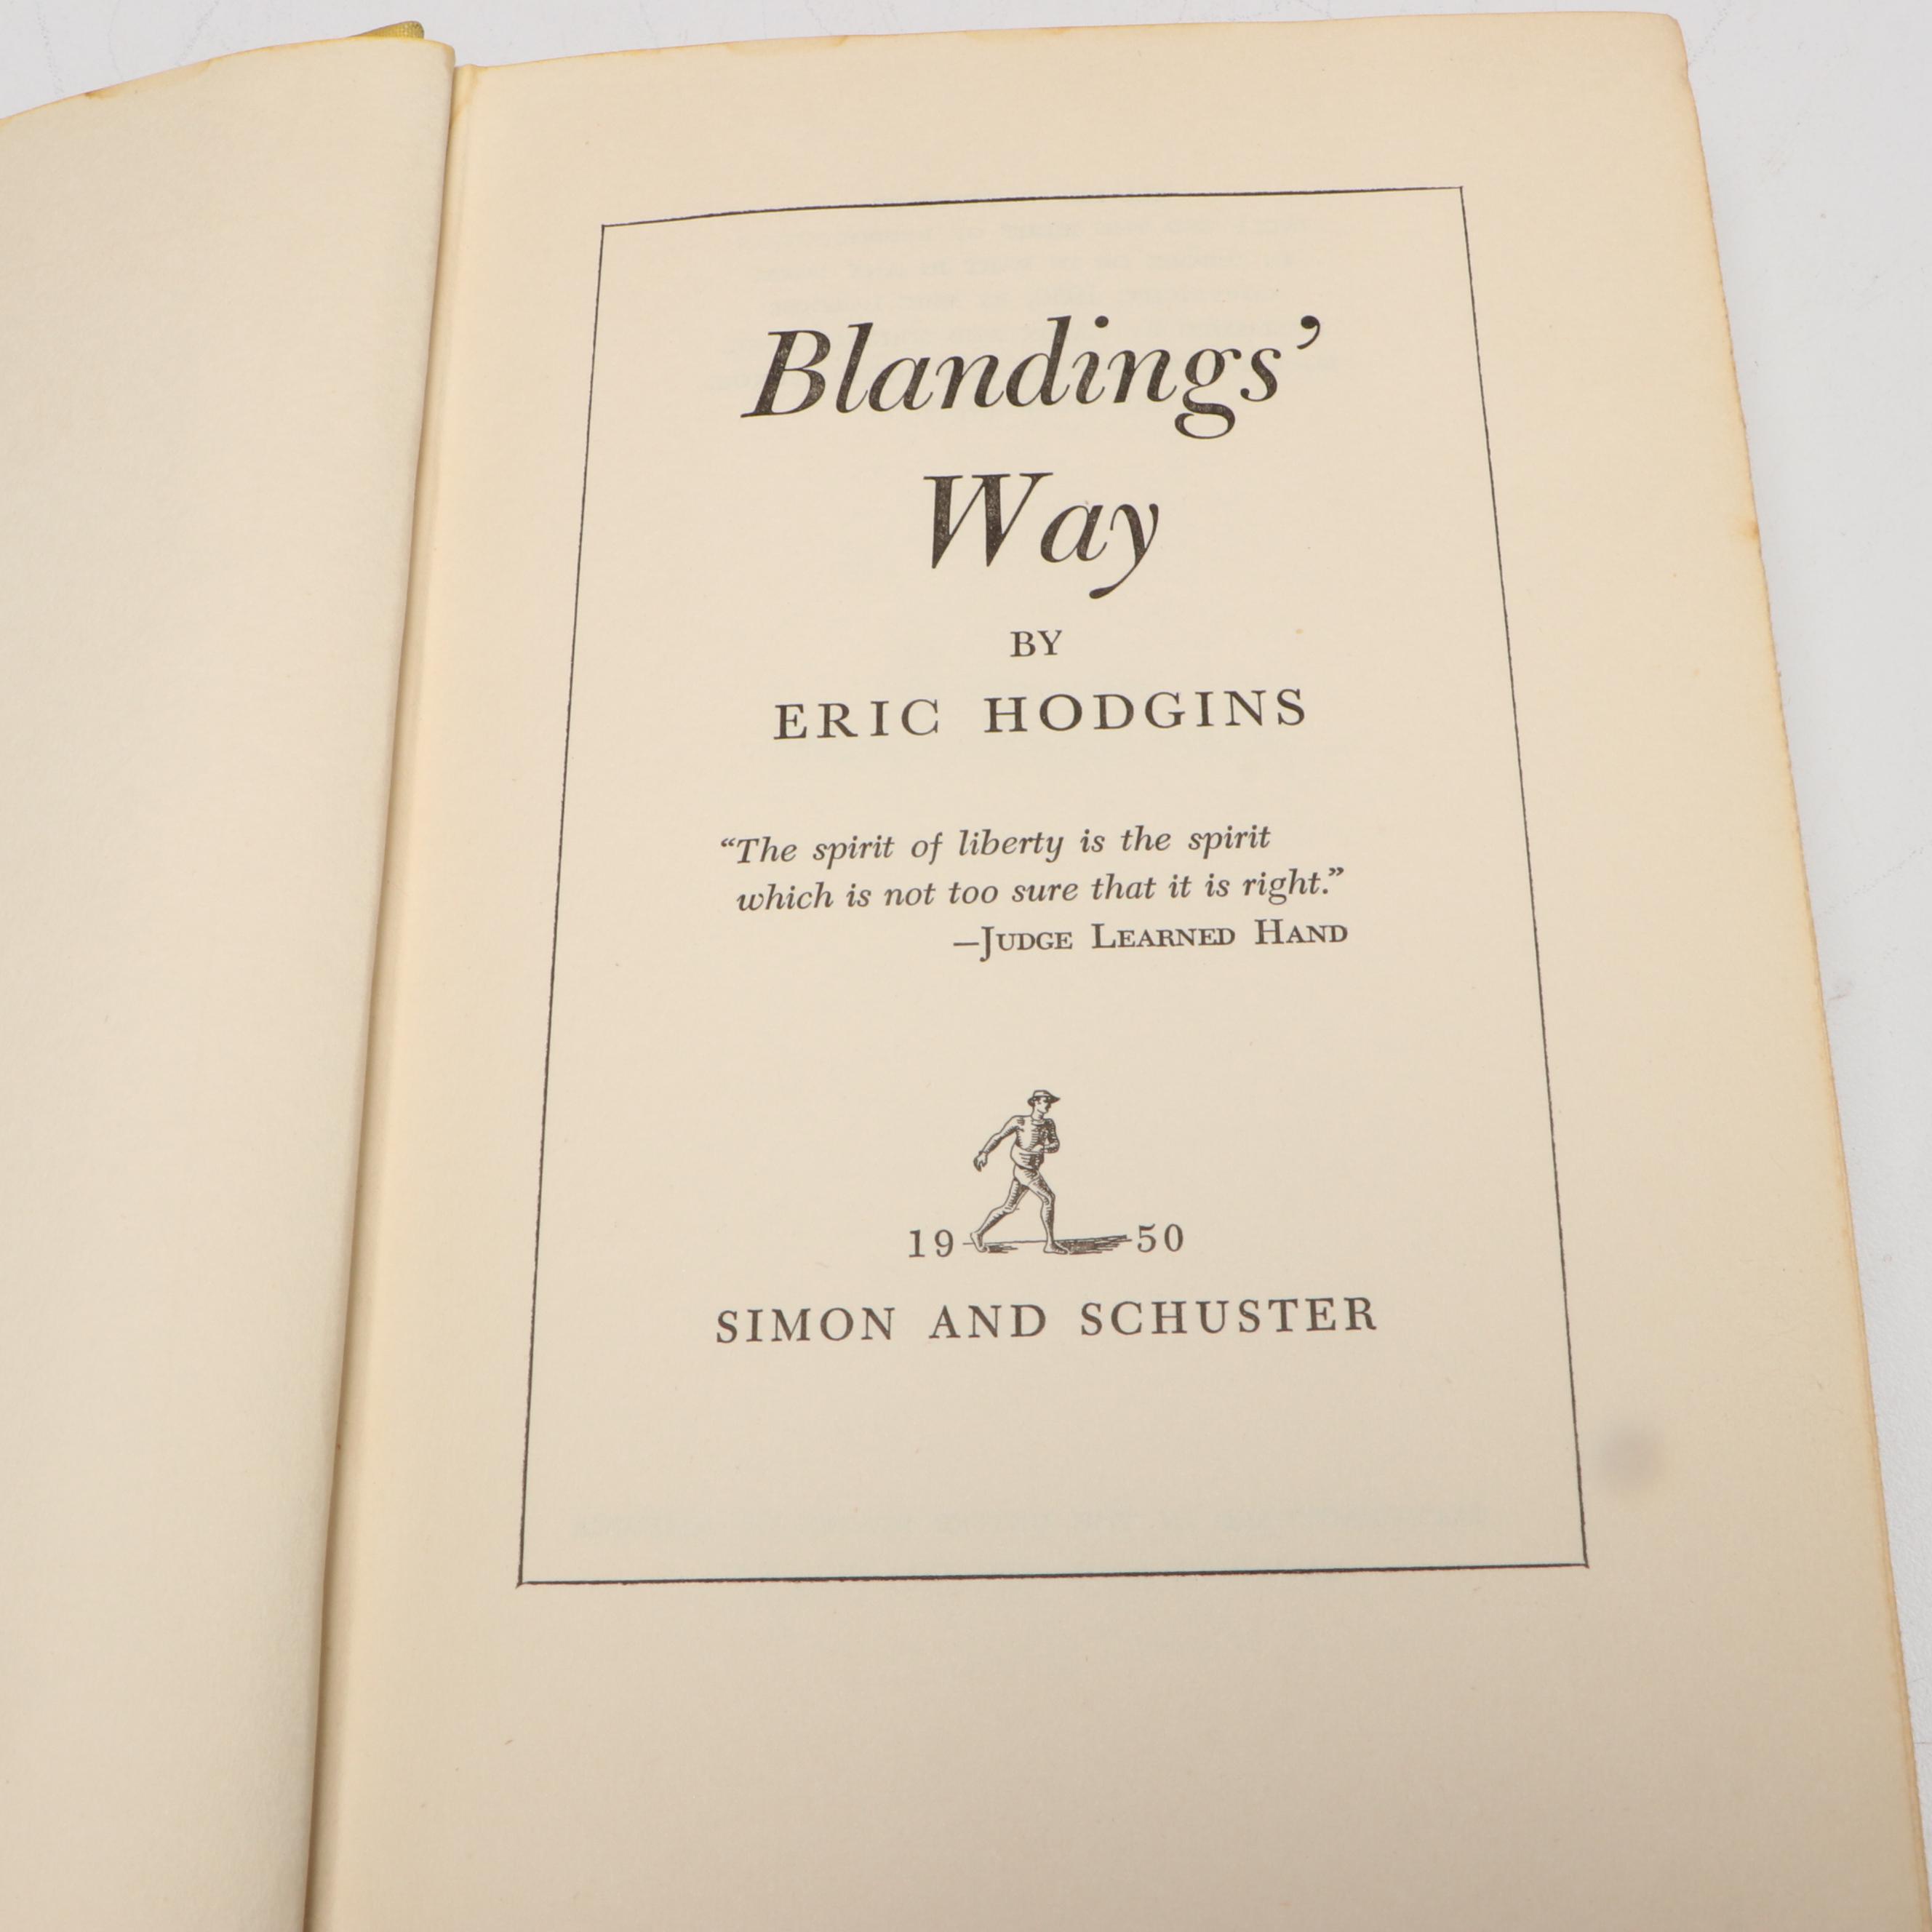 Blandings’
Way
BY
ERIC HODGINS
“The spirit of liberty is the spirit
which is not too sure that it is right.”
—JUDGE LEARNED HAND
19 50
SIMON AND SCHUSTER